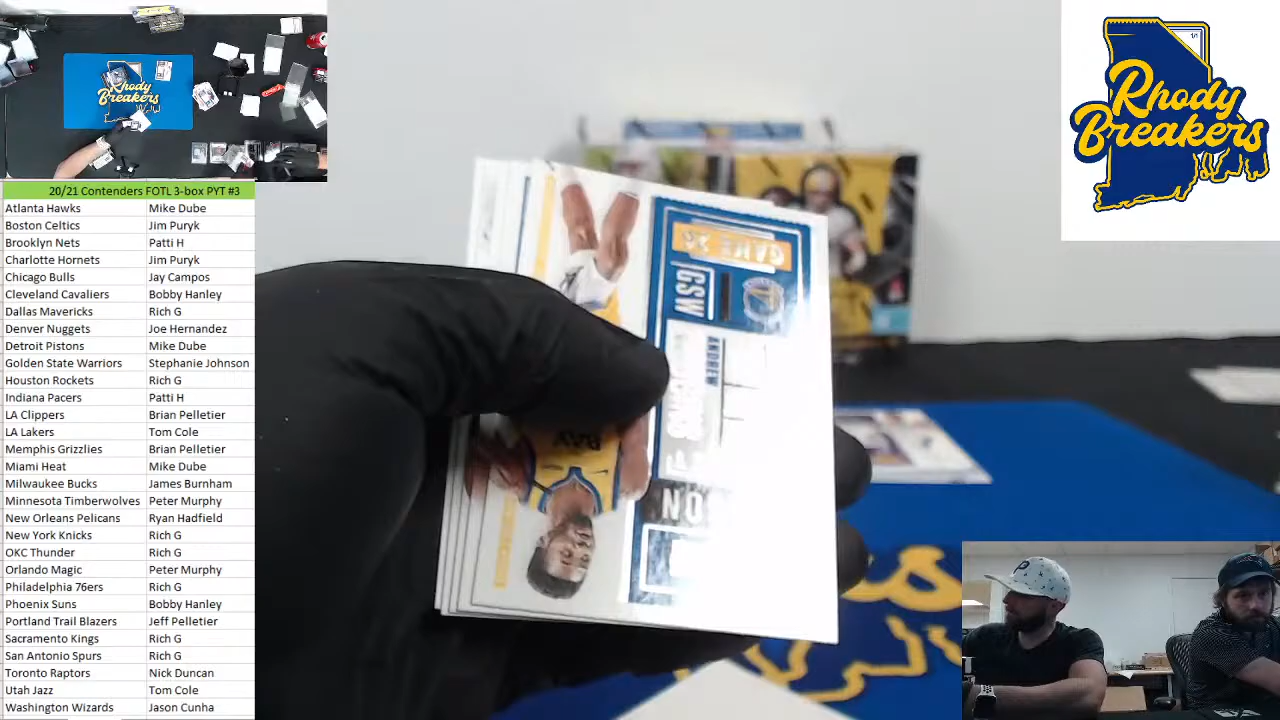 20/21 Contenders FOTL 3-box PYT #3
Atlanta Hawks Mike Dube
Boston Celtics Jim Puryk
Brooklyn Nets Patti H
Charlotte Hornets Jim Puryk
Chicago Bulls Jay Campos
Cleveland Cavaliers Bobby Hanley
Dallas Mavericks Rich G
Denver Nuggets Joe Hernandez
Detroit Pistons Mike Dube
Golden State Warriors Stephanie Johnson
Houston Rockets Rich G
Indiana Pacers Patti H
LA Clippers Brian Pelletier
LA Lakers Tom Cole
Memphis Grizzlies Brian Pelletier
Miami Heat Mike Dube
Milwaukee Bucks James Burnham
Minnesota Timberwolves Peter Murphy
New Orleans Pelicans Ryan Hadfield
New York Knicks Rich G
OKC Thunder Rich G
Orlando Magic Peter Murphy
Philadelphia 76ers Rich G
Phoenix Suns Bobby Hanley
Portland Trail Blazers Jeff Pelletier
Sacramento Kings Rich G
San Antonio Spurs Rich G
Toronto Raptors Nick Duncan
Utah Jazz Tom Cole
Washington Wizards Jason Cunha
Rhody
Breakers
GSW
ANDREW
BAY
Rhody
Breakers
1/1